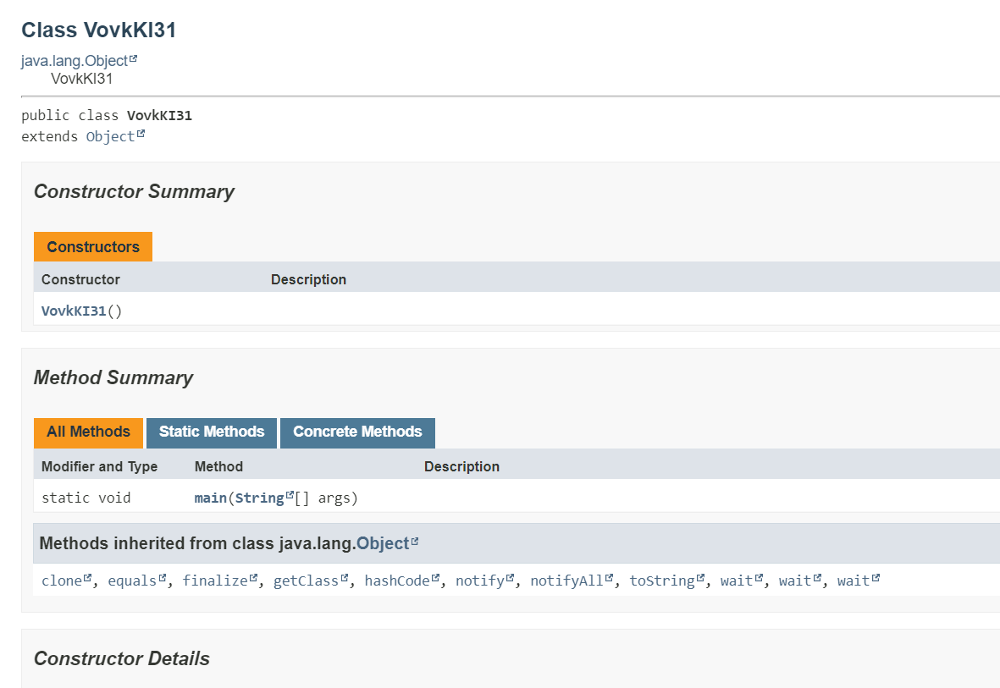 Class VovkKI31
java.lang.Object
VovkKI31
public class VovkKI31
extends Object
Constructor Summary
Constructors
Constructor Description
VovkKI31()
Method Summary
All Methods Static Methods Concrete Methods
Modifier and Type Method Description
static void main(String[] args)
Methods inherited from class java.lang.Object
clone, equals, finalize, getClass, hashCode, notify, notifyAll, toString, wait, wait, wait
Constructor Details